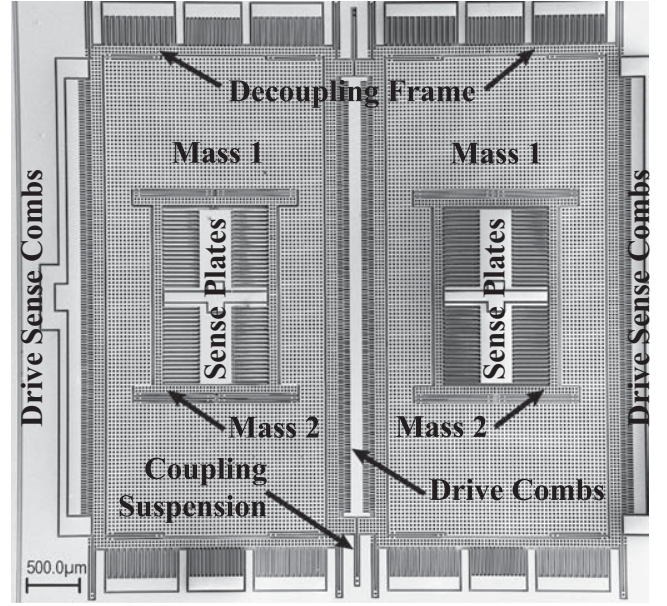 Decoupling Frame
Mass 1
Mass 1
Drive Sense Combs
Sense Plates
Sense Plates
Drive Sense Combs
Mass 2
Mass 2
Coupling
Suspension
Drive Combs
500.0μm